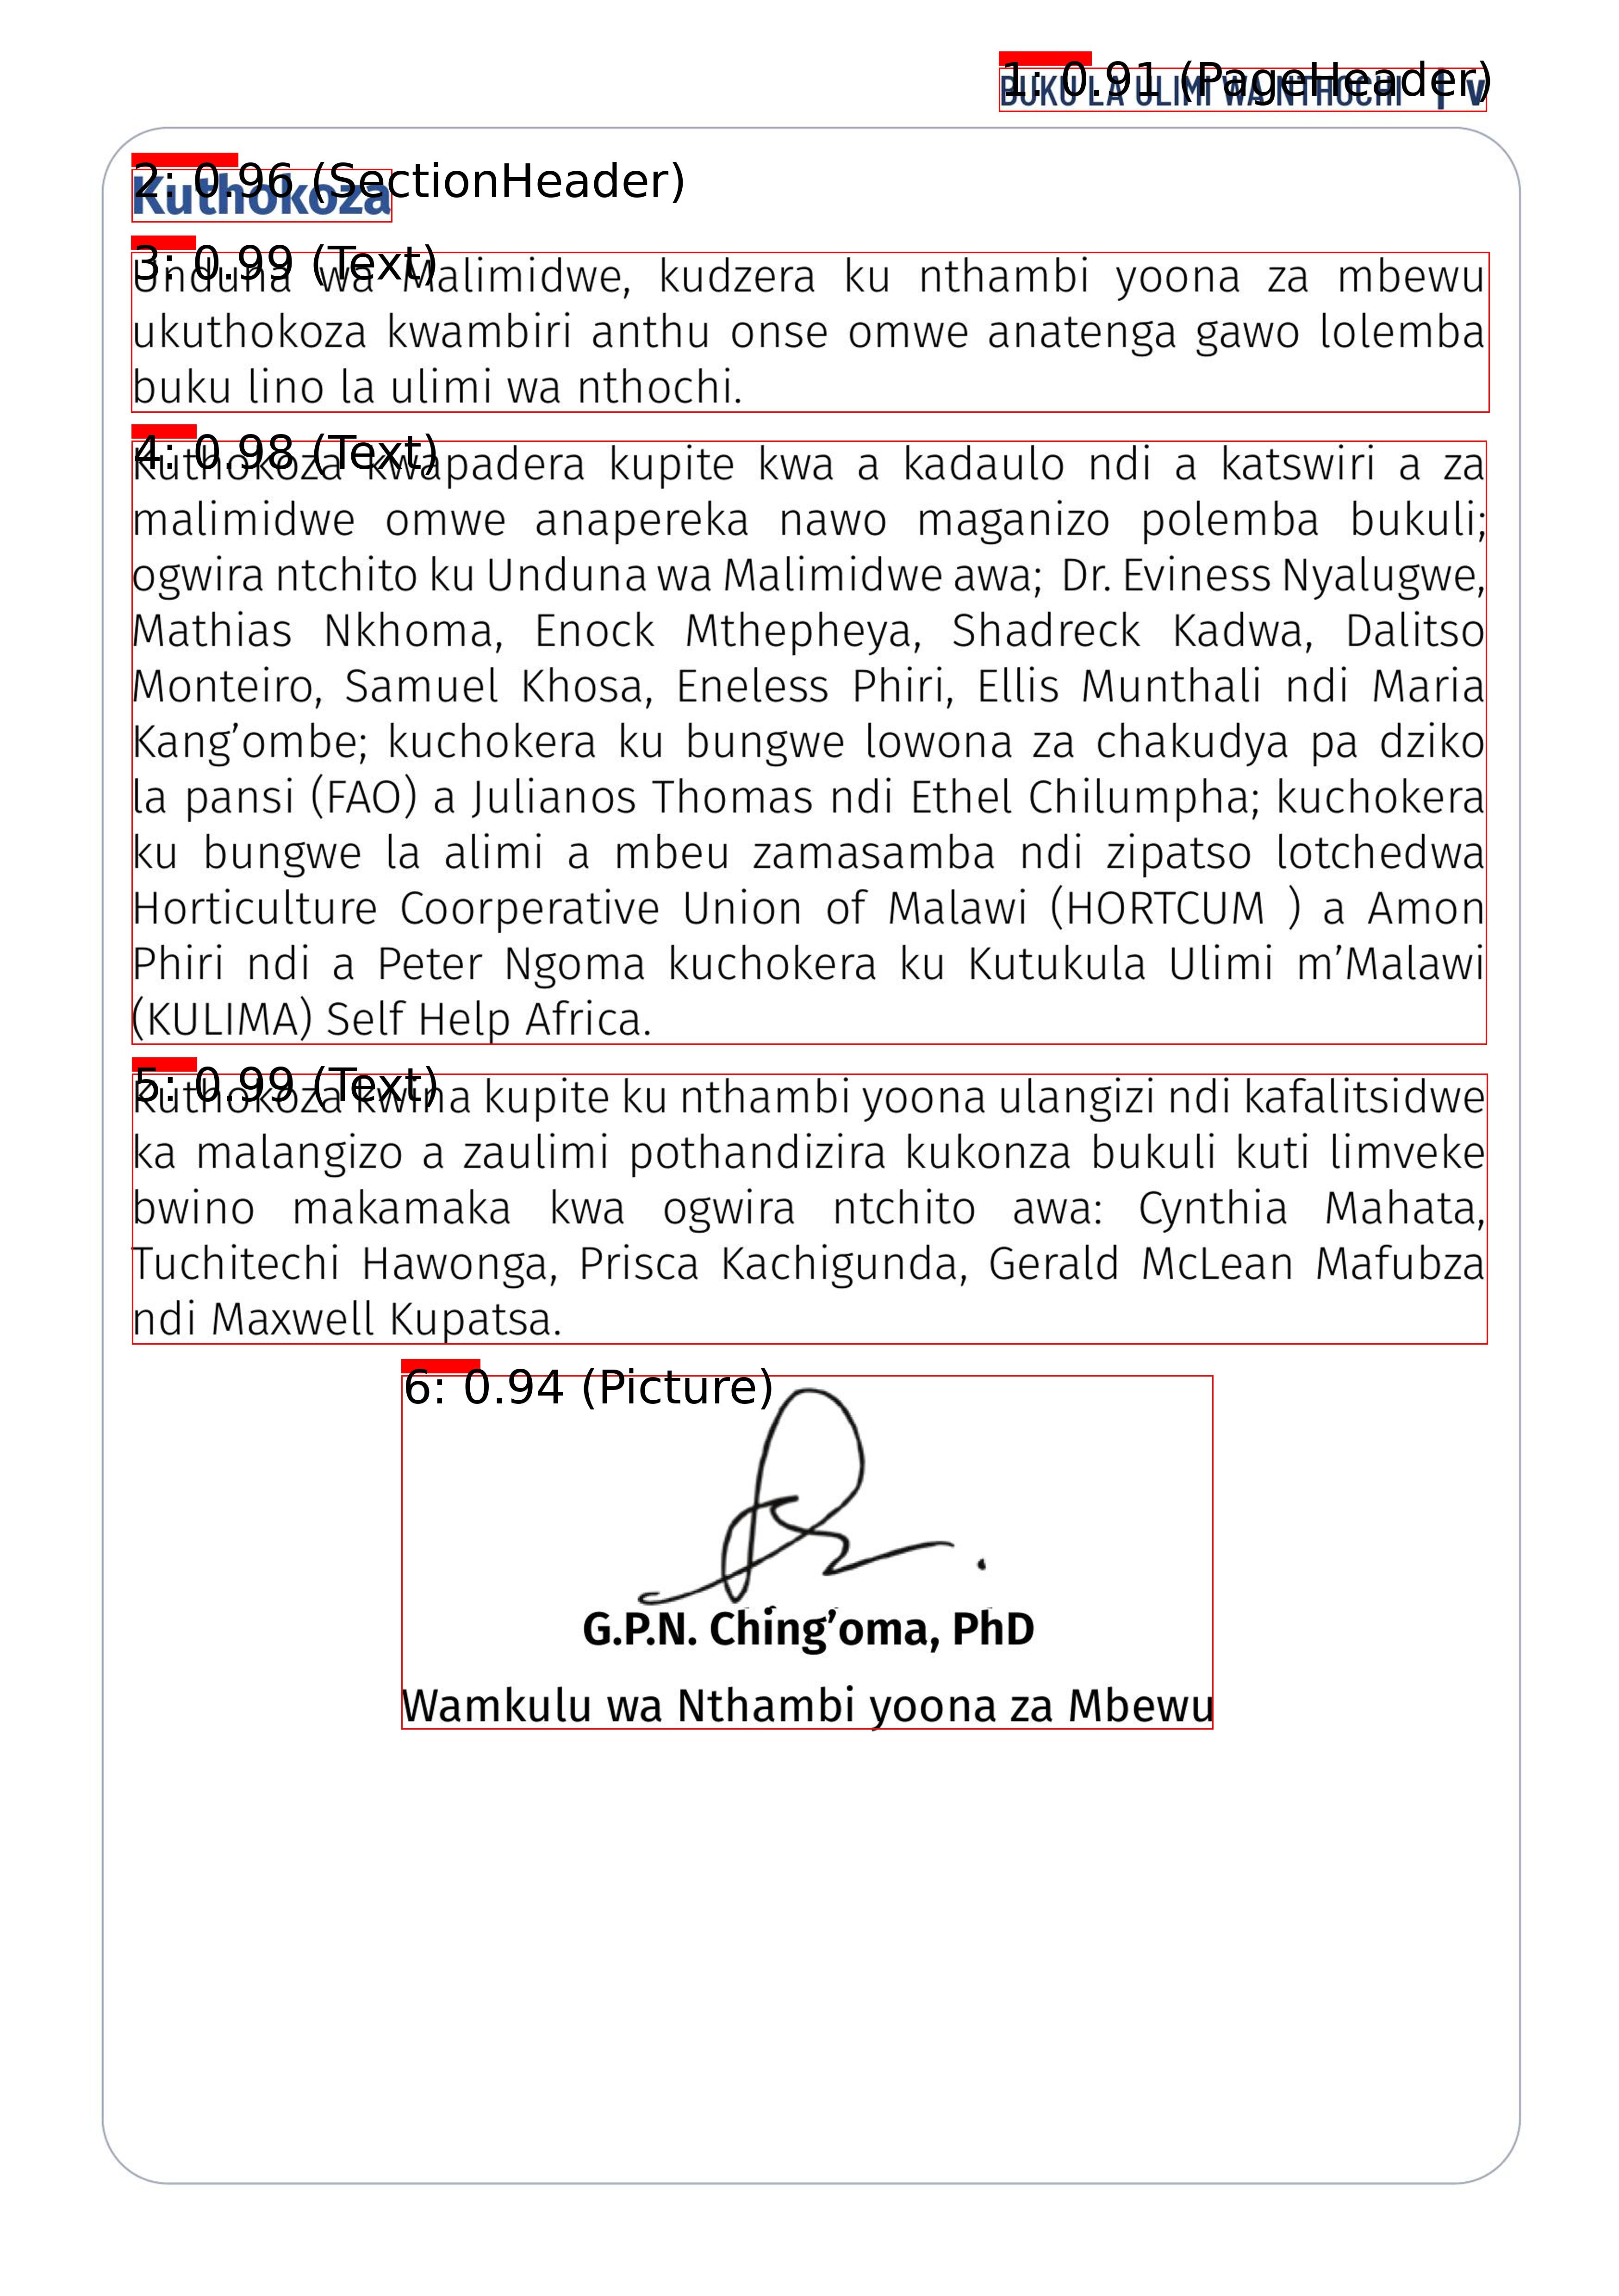 BUKU LA ULIMI WA NTHOCHI | v
1: 0.91 (PageHeader)
2: 0.96 (SectionHeader)
Kuthokoza
3: 0.99 (Text)
Unduna wa Malimidwe, kudzera ku nthambi yoona za mbewu
ukuthokoza kwambiri anthu onse omwe anatenga gawo lolemba
buku lino la ulimi wa nthochi.
4: 0.98 (Text)
Kuthokoza kwapadera kupite kwa a kadaulo ndi a katswiri a za
malimidwe omwe anapereka nawo maganizo polemba bukuli;
ogwira ntchito ku Unduna wa Malimidwe awa; Dr. Eviness Nyalugwe,
Mathias Nkhoma, Enock Mthepheya, Shadreck Kadwa, Dalitso
Monteiro, Samuel Khosa, Eneless Phiri, Ellis Munthali ndi Maria
Kang’ombe; kuchokera ku bungwe lowona za chakudya pa dziko
la pansi (FAO) a Julianos Thomas ndi Ethel Chilumpha; kuchokera
ku bungwe la alimi a mbeu zamasamba ndi zipatso lotchedwa
Horticulture Coorperative Union of Malawi (HORTCUM ) a Amon
Phiri ndi a Peter Ngoma kuchokera ku Kutukula Ulimi m’Malawi
(KULIMA) Self Help Africa.
5: 0.99 (Text)
Kuthokoza kwina kupite ku nthambi yoona ulangizi ndi kafalitsidwe
ka malangizo a zaulimi pothandizira kukonza bukuli kuti limveke
bwino makamaka kwa ogwira ntchito awa: Cynthia Mahata,
Tuchitechi Hawonga, Prisca Kachigunda, Gerald McLean Mafubza
ndi Maxwell Kupatsa.
6: 0.94 (Picture)
G.P.N. Ching’oma, PhD
Wamkulu wa Nthambi yoona za Mbewu